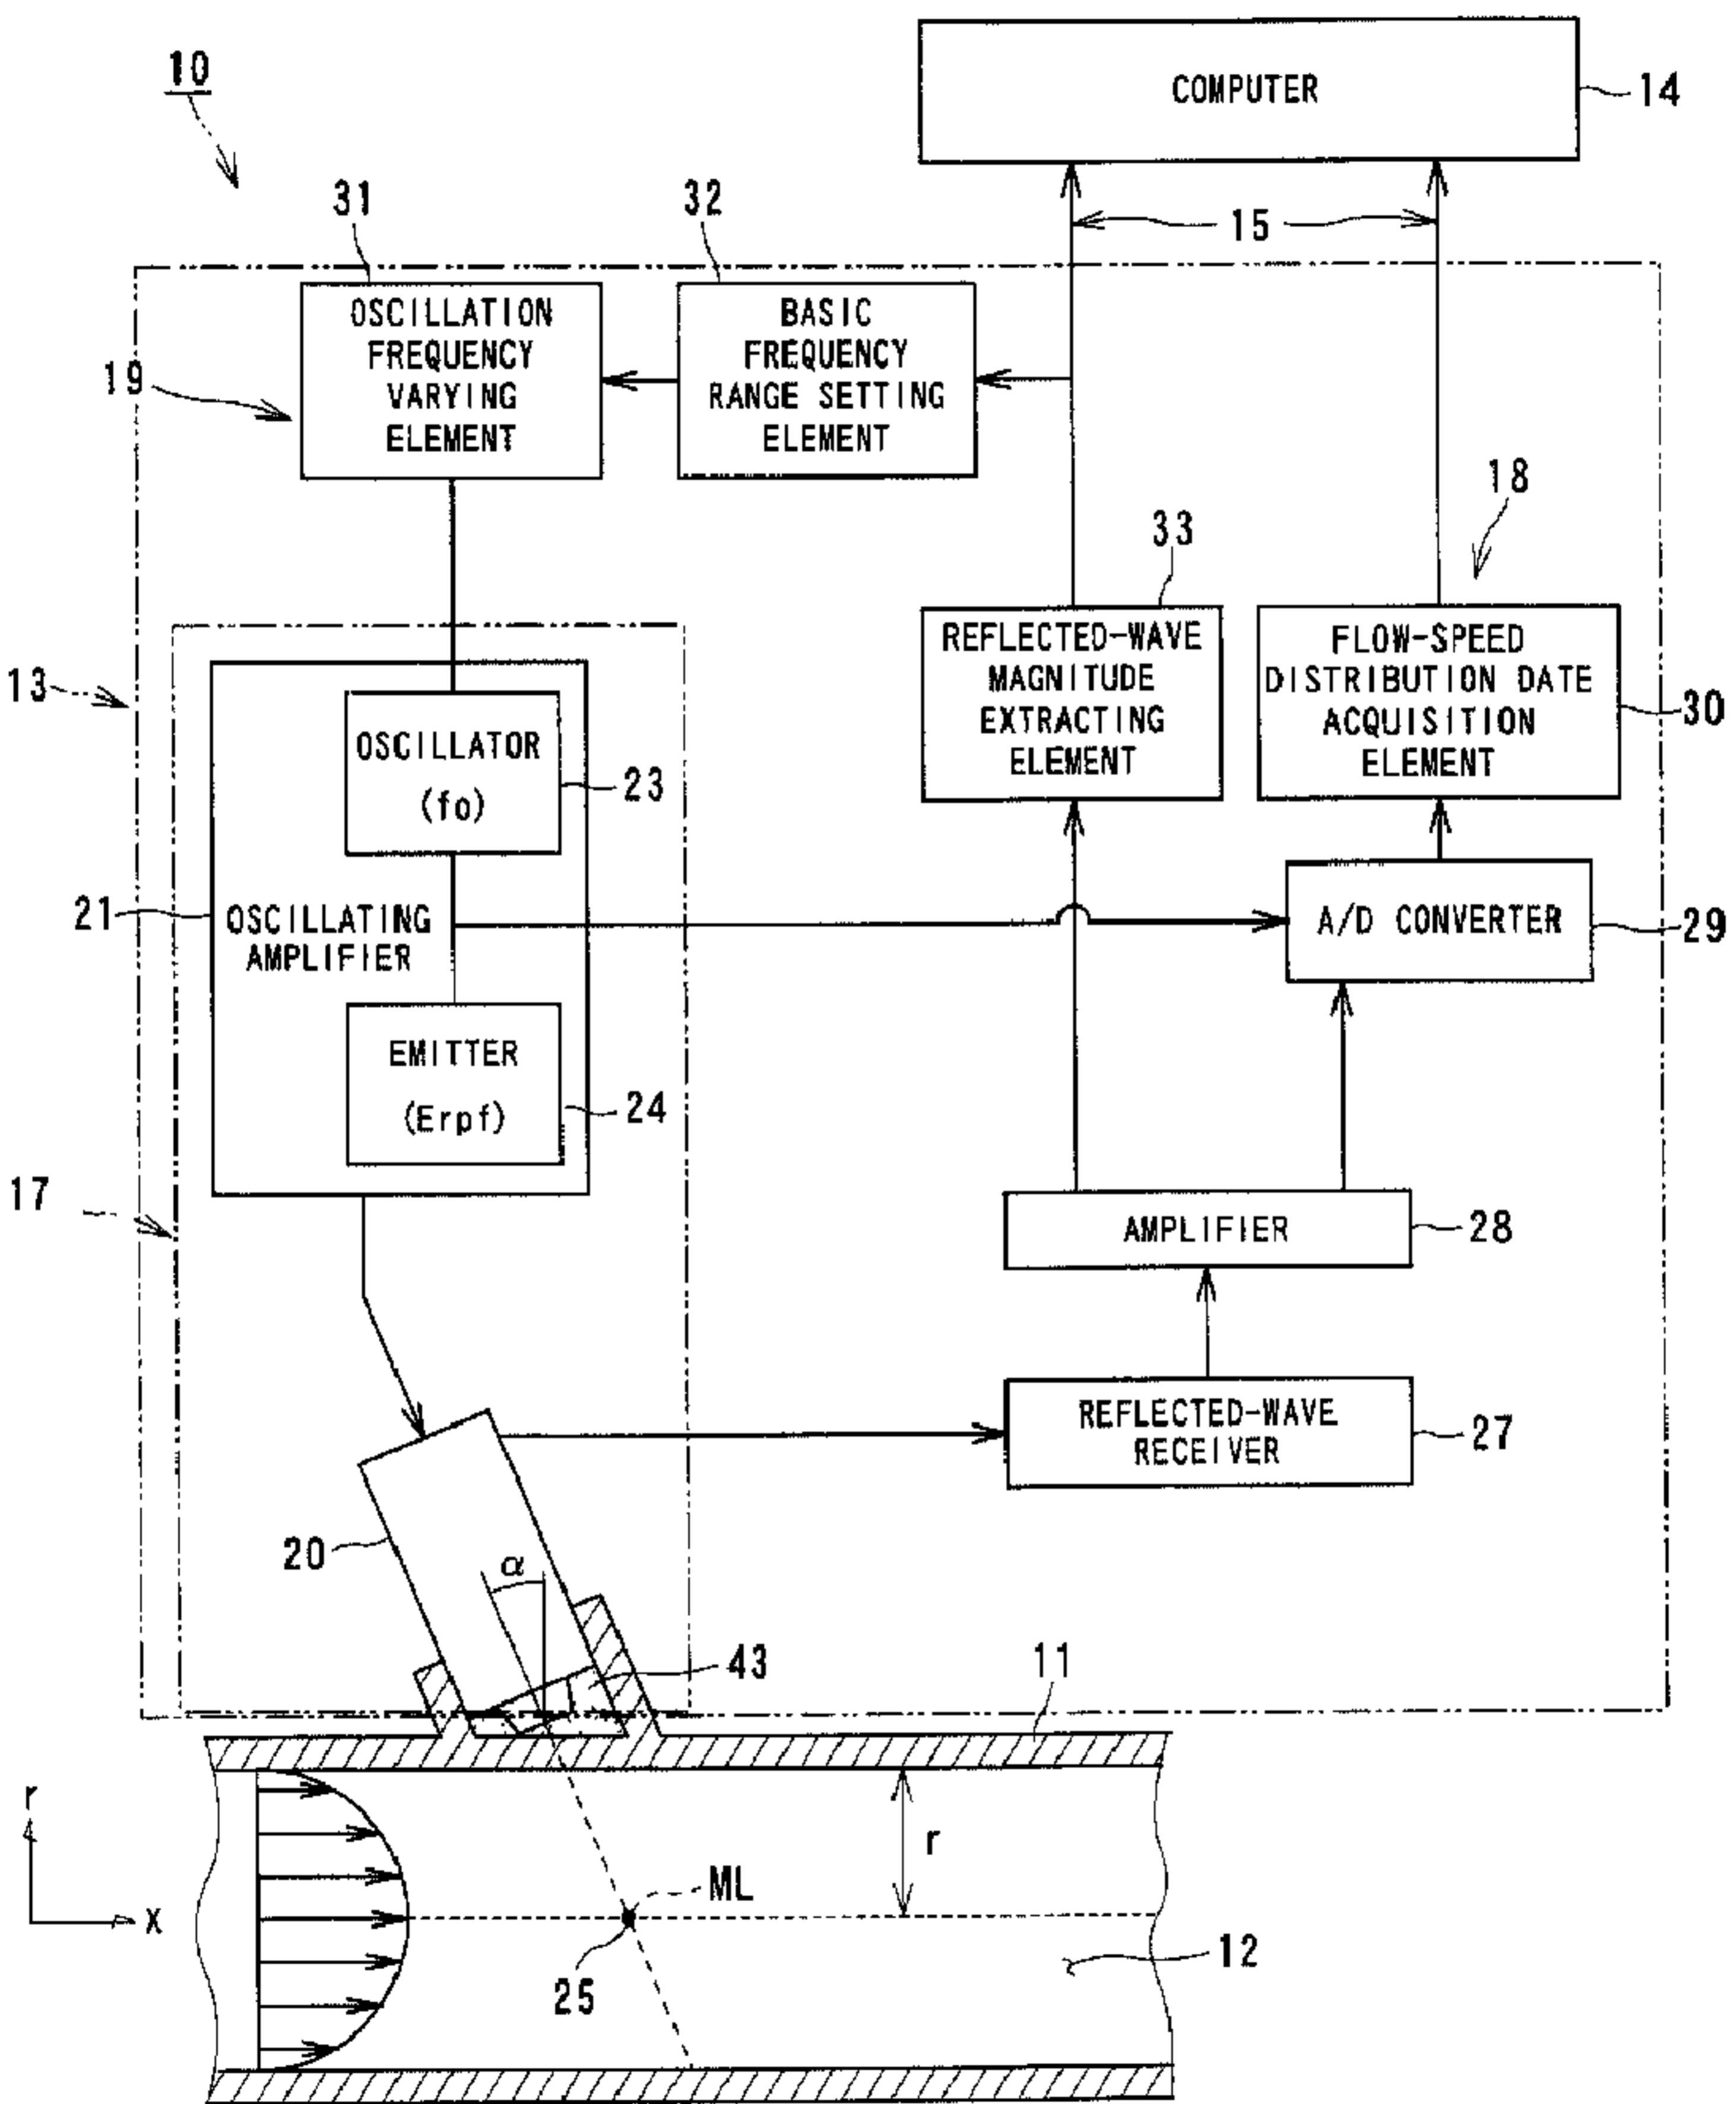 10
COMPUTER
14
31
32
15
OSCILLATION
FREQUENCY
VARYING
ELEMENT
BASIC
FREQUENCY
RANGE SETTING
ELEMENT
19
18
33
REFLECTED-WAVE
MAGNITUDE
EXTRACTING
ELEMENT
FLOW-SPEED
DISTRIBUTION DATE
ACQUISITION
ELEMENT
30
13
OSCILLATOR
(fo)
23
21
OSCILLATING
AMPLIFIER
A/D CONVERTER
29
EMITTER
(Erpf)
24
17
AMPLIFIER
28
REFLECTED-WAVE
RECEIVER
27
20
α
43
11
r
x
r
ML
25
12